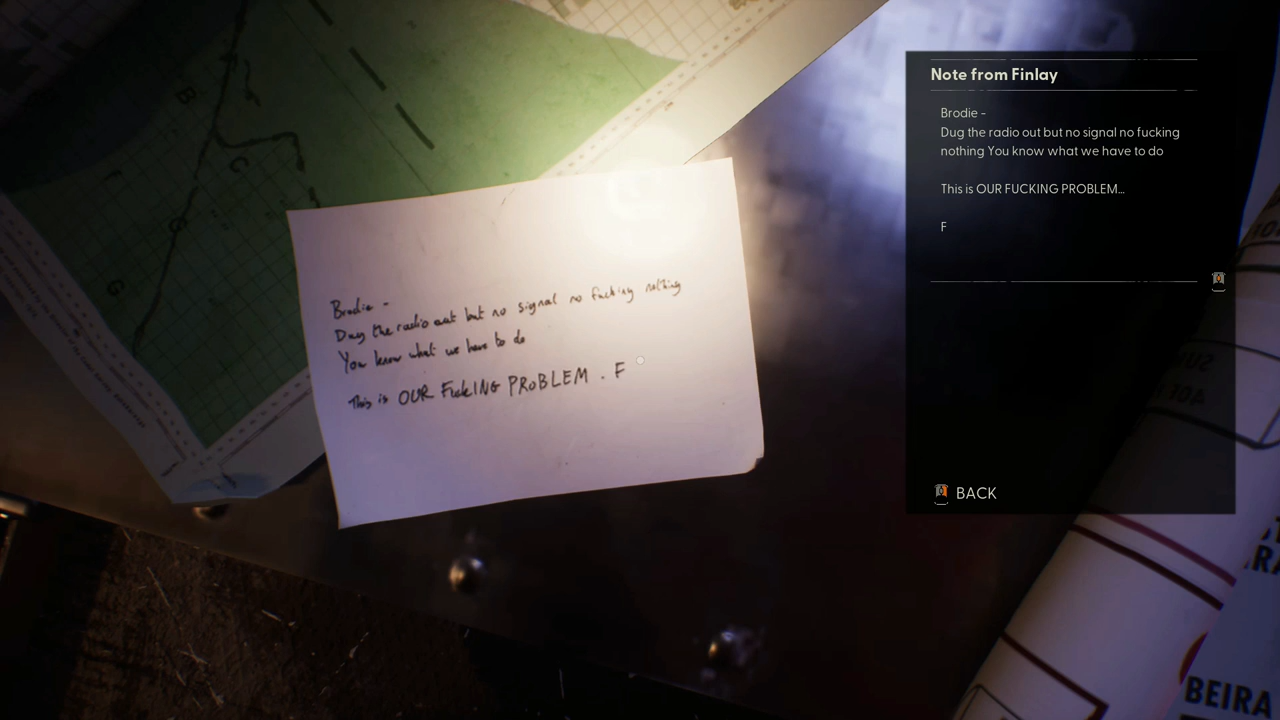 Brodie -
Dug the radio out but no signal no fucking nothing
You know what we have to do
This is OUR FUCKING PROBLEM . F
Note from Finlay
Brodie -
Dug the radio out but no signal no fucking
nothing You know what we have to do
This is OUR FUCKING PROBLEM...
F
BACK
BEIRA